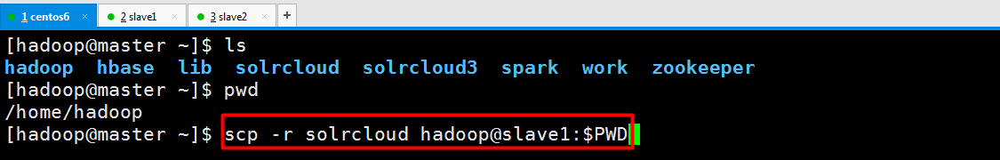 1 centos6 × 2 slave1 × 3 slave2 × +
[hadoop@master ~]$ ls
hadoop hbase lib solrcloud solrcloud3 spark work zookeeper
[hadoop@master ~]$ pwd
/home/hadoop
[hadoop@master ~]$ scp -r solrcloud hadoop@slave1:$PWD